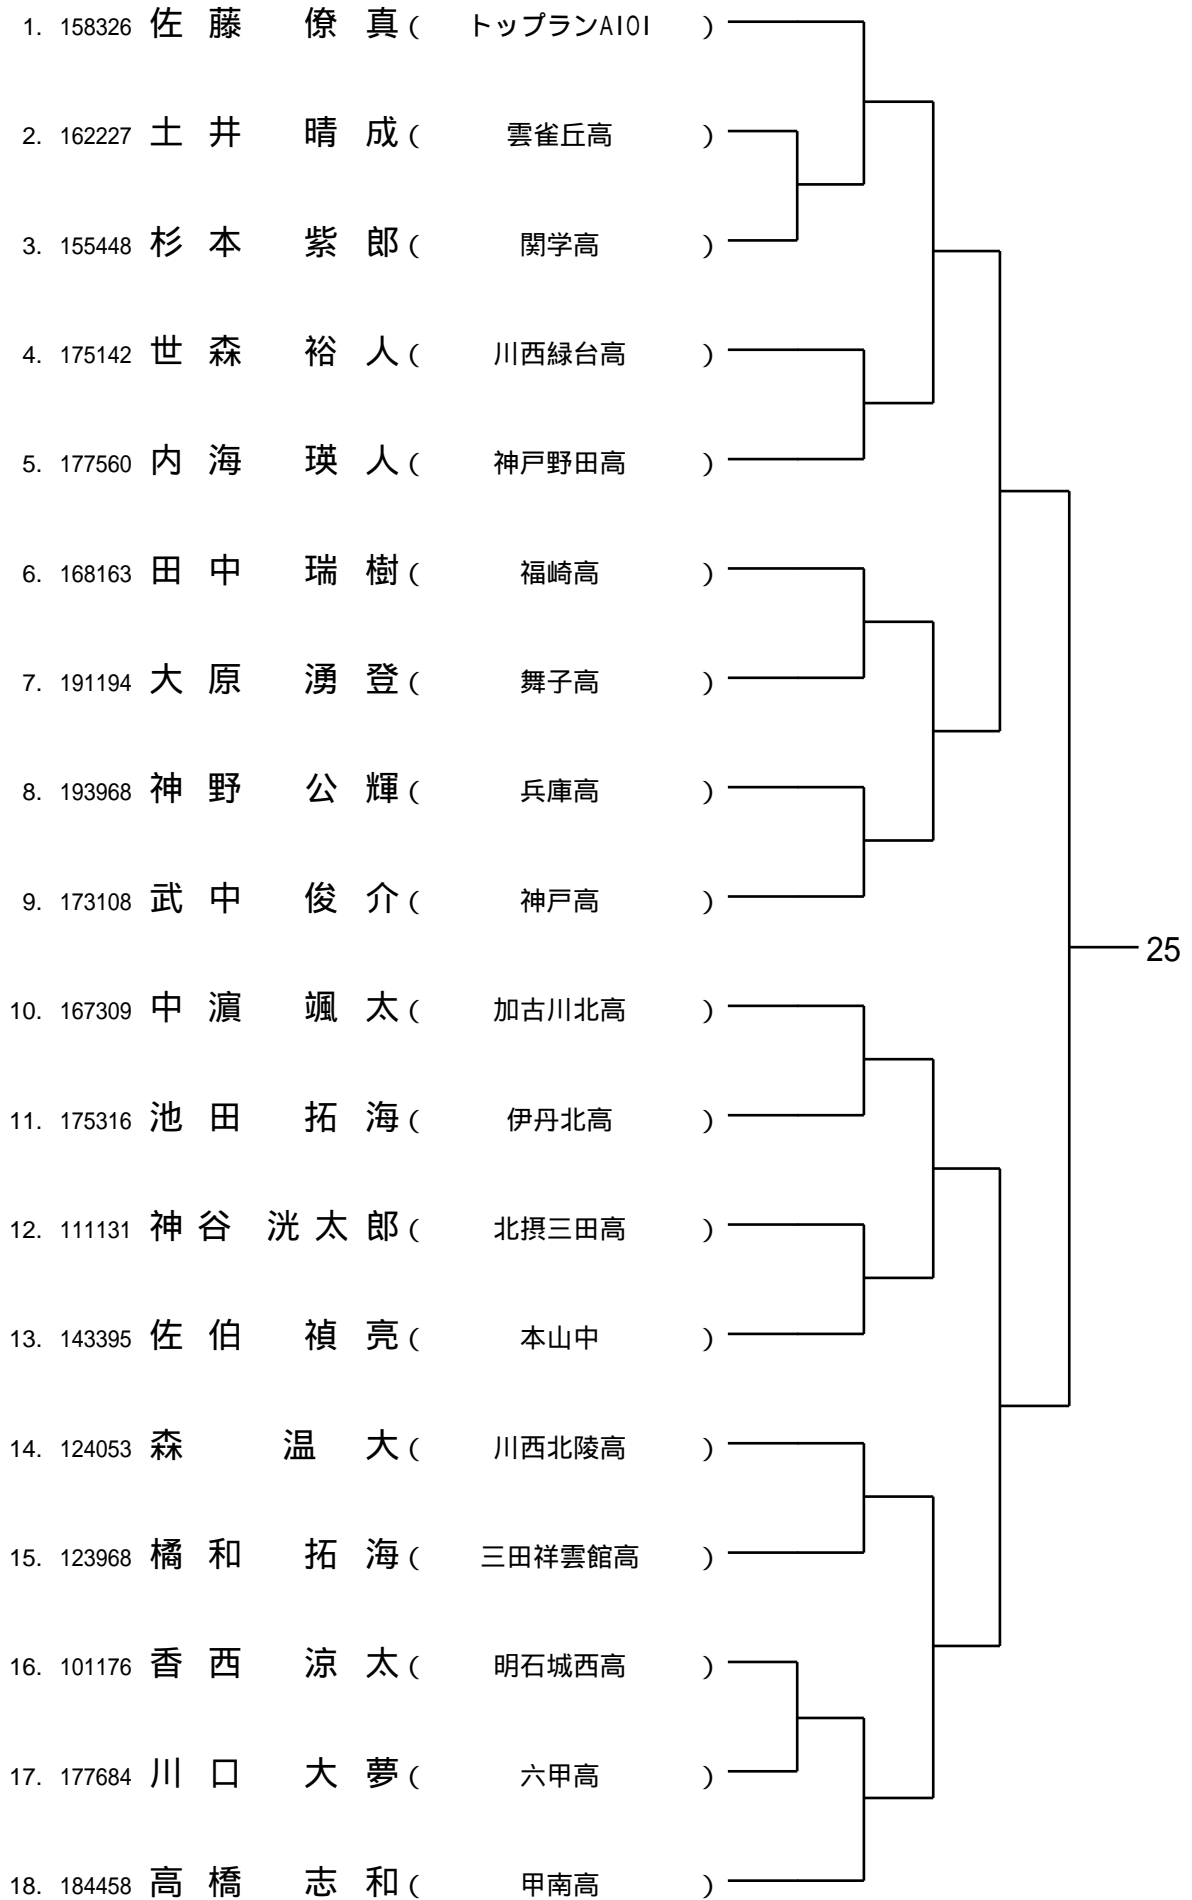 1. 158326 佐藤 僚真( トップランAIOI )
2. 162227 土井 晴成( 雲雀丘高 )
3. 155448 杉本 紫郎( 関学高 )
4. 175142 世森 裕人( 川西緑台高 )
5. 177560 内海 瑛人( 神戸野田高 )
6. 168163 田中 瑞樹( 福崎高 )
7. 191194 大原 湧登( 舞子高 )
8. 193968 神野 公輝( 兵庫高 )
9. 173108 武中 俊介( 神戸高 )
25
10. 167309 中濵 颯太( 加古川北高 )
11. 175316 池田 拓海( 伊丹北高 )
12. 111131 神谷 洸太郎( 北摂三田高 )
13. 143395 佐伯 禎亮( 本山中 )
14. 124053 森 温大( 川西北陵高 )
15. 123968 橘和 拓海( 三田祥雲館高 )
16. 101176 香西 涼太( 明石城西高 )
17. 177684 川口 大夢( 六甲高 )
18. 184458 高橋 志和( 甲南高 )